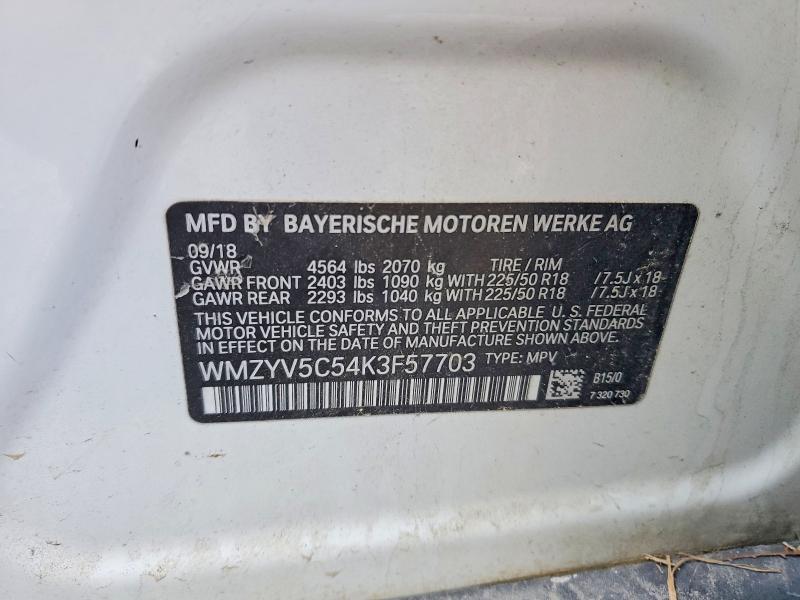 MFD BY BAYERISCHE MOTOREN WERKE AG
09/18
GVWR 4564 lbs 2070 kg TIRE / RIM
GAWR FRONT 2403 lbs 1090 kg WITH 225/50 R18 /7.5J x 18
GAWR REAR 2293 lbs 1040 kg WITH 225/50 R18 /7.5J x 18
THIS VEHICLE CONFORMS TO ALL APPLICABLE U. S. FEDERAL
MOTOR VEHICLE SAFETY AND THEFT PREVENTION STANDARDS
IN EFFECT ON THE DATE OF MANUFACTURE SHOWN ABOVE.
WMZYV5C54K3F57703 TYPE: MPV
B15/0
7 320 730